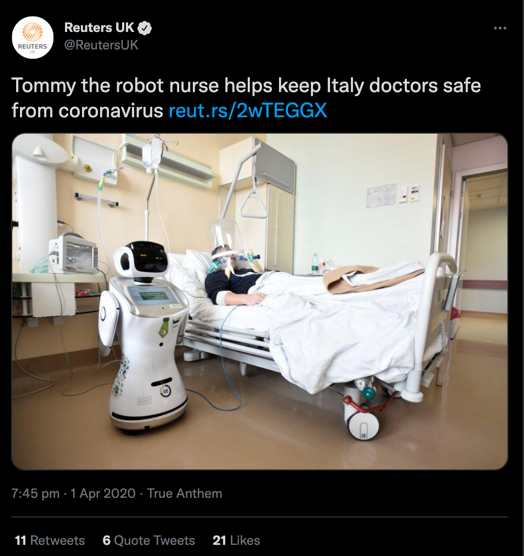 Reuters UK
@ReutersUK
REUTERS
Tommy the robot nurse helps keep Italy doctors safe
from coronavirus reut.rs/2wTEGGX
7:45 pm · 1 Apr 2020 · True Anthem
11 Retweets 6 Quote Tweets 21 Likes